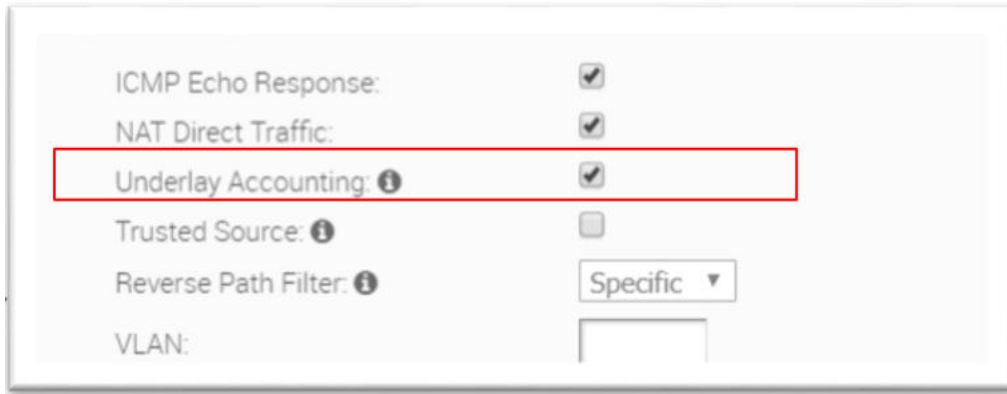 ICMP Echo Response:
NAT Direct Traffic:
Underlay Accounting:
Trusted Source:
Reverse Path Filter: Specific
VLAN: